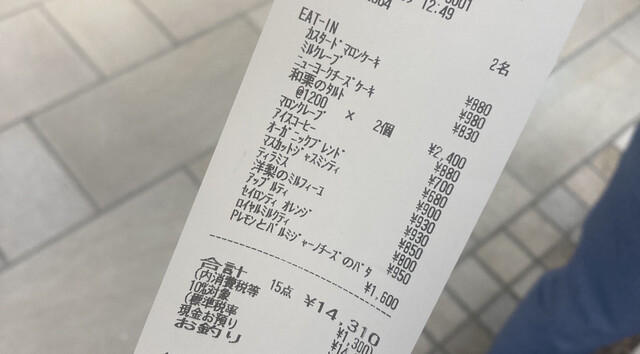 12:49
EAT-IN 2名
カスタードマロンケーキ ¥880
ミルクレープ ¥980
ニューヨークチーズケーキ ¥830
和栗のタルト
@1200 × 2個 ¥2,400
マロンクレープ ¥880
アイスコーヒー ¥700
オーガニックブレンド ¥680
マスカットジャスミンティ ¥900
ティラミス ¥930
洋梨のミルフィーユ ¥930
アップルティ ¥850
セイロンティ オレンジ ¥800
ロイヤルミルクティ ¥950
Pレモンとパルミジャーノチーズのパタ ¥1,600
合計 15点 ¥14,310
(内)消費税等 ¥1,300)
10%対象
(標準税率
現金お預り
お釣り